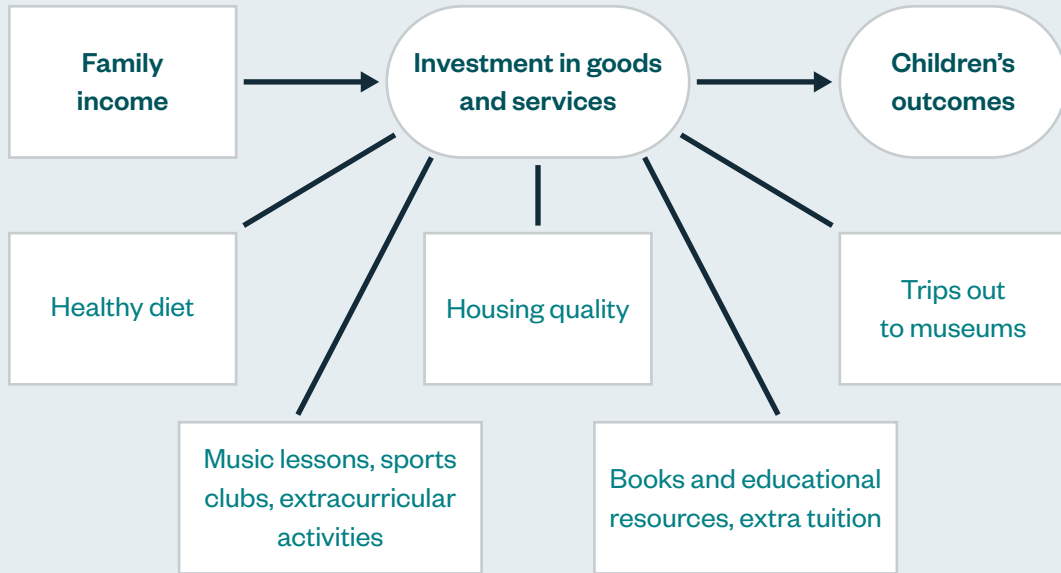 Family
income
Investment in goods
and services
Children’s
outcomes
Healthy diet
Housing quality
Trips out
to museums
Music lessons, sports
clubs, extracurricular
activities
Books and educational
resources, extra tuition